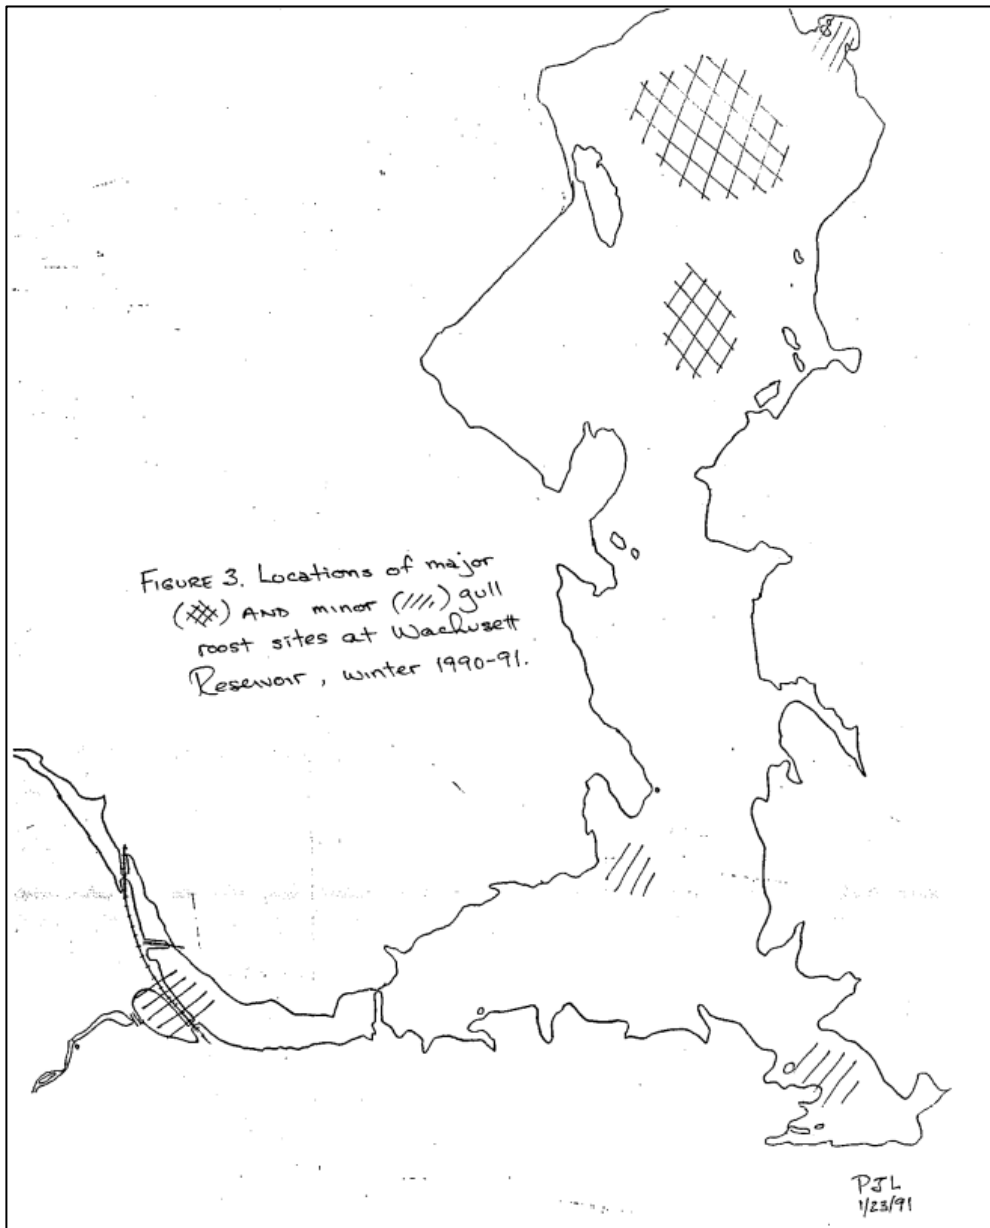 FIGURE 3. Locations of major
() AND minor () gull
roost sites at Wachusett
Reservoir, winter 1990-91.
PJL
1/23/91